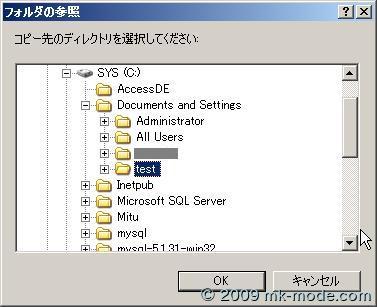 フォルダの参照
コピー先のディレクトリを選択してください:
SYS (C:)
AccessDE
Documents and Settings
Administrator
All Users
test
Inetpub
Microsoft SQL Server
Mitu
mysql
mysql-5.1.31-win32
OK
キャンセル
© 2009 mk-mode.com